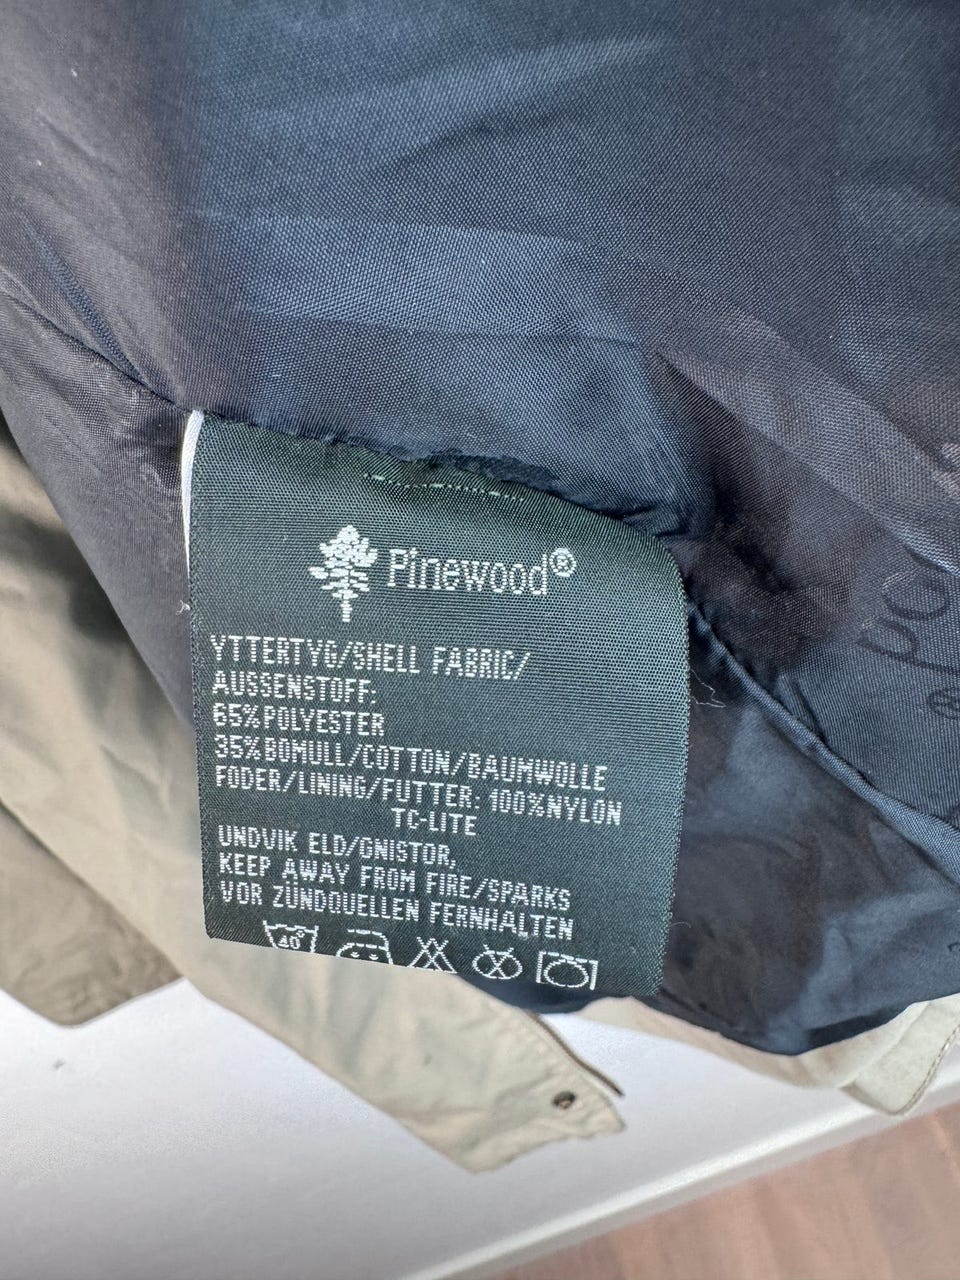 Pinewood®
YTTERTYG/SHELL FABRIC/
AUSSENSTOFF:
65%POLYESTER
35%BOMULL/COTTON/BAUMWOLLE
FODER/LINING/FUTTER: 100%NYLON
TC-LITE
UNDVIK ELD/GNISTOR,
KEEP AWAY FROM FIRE/SPARKS
VOR ZÜNDQUELLEN FERNHALTEN
40°